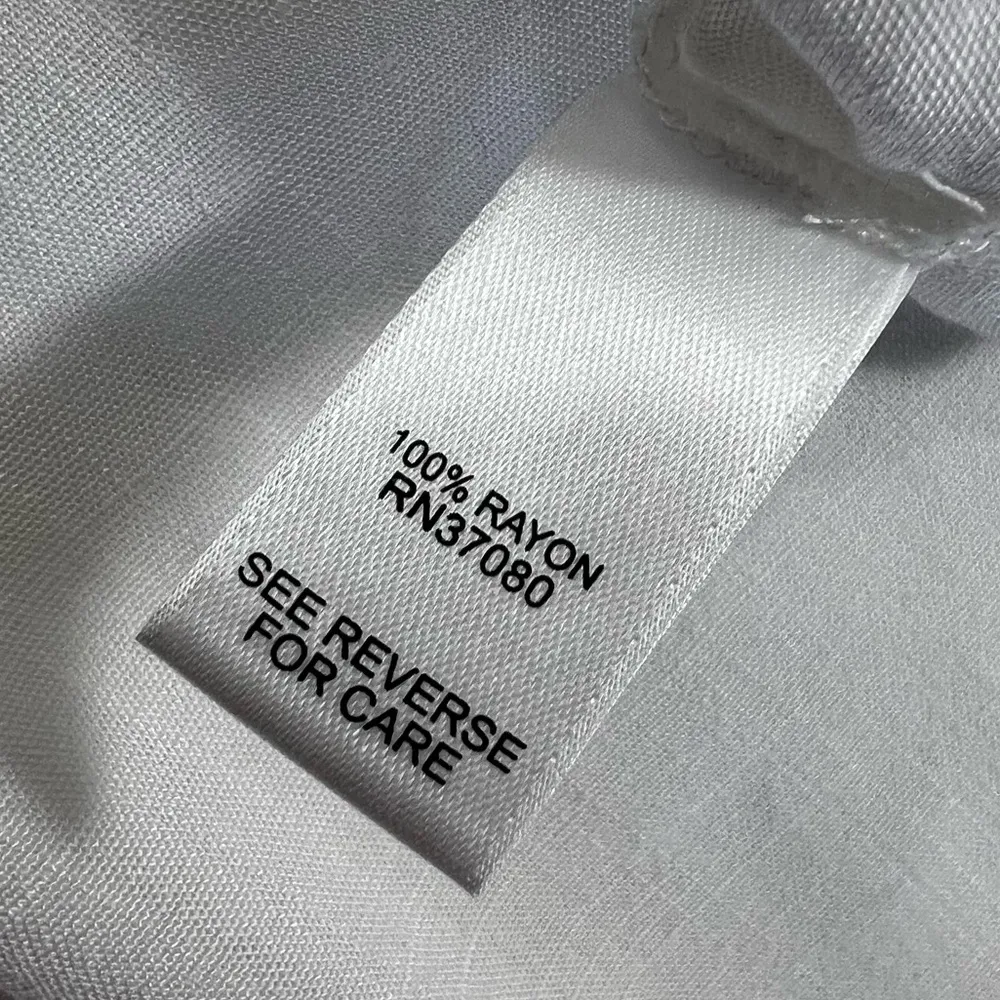 100% RAYON
RN37080
SEE REVERSE
FOR CARE